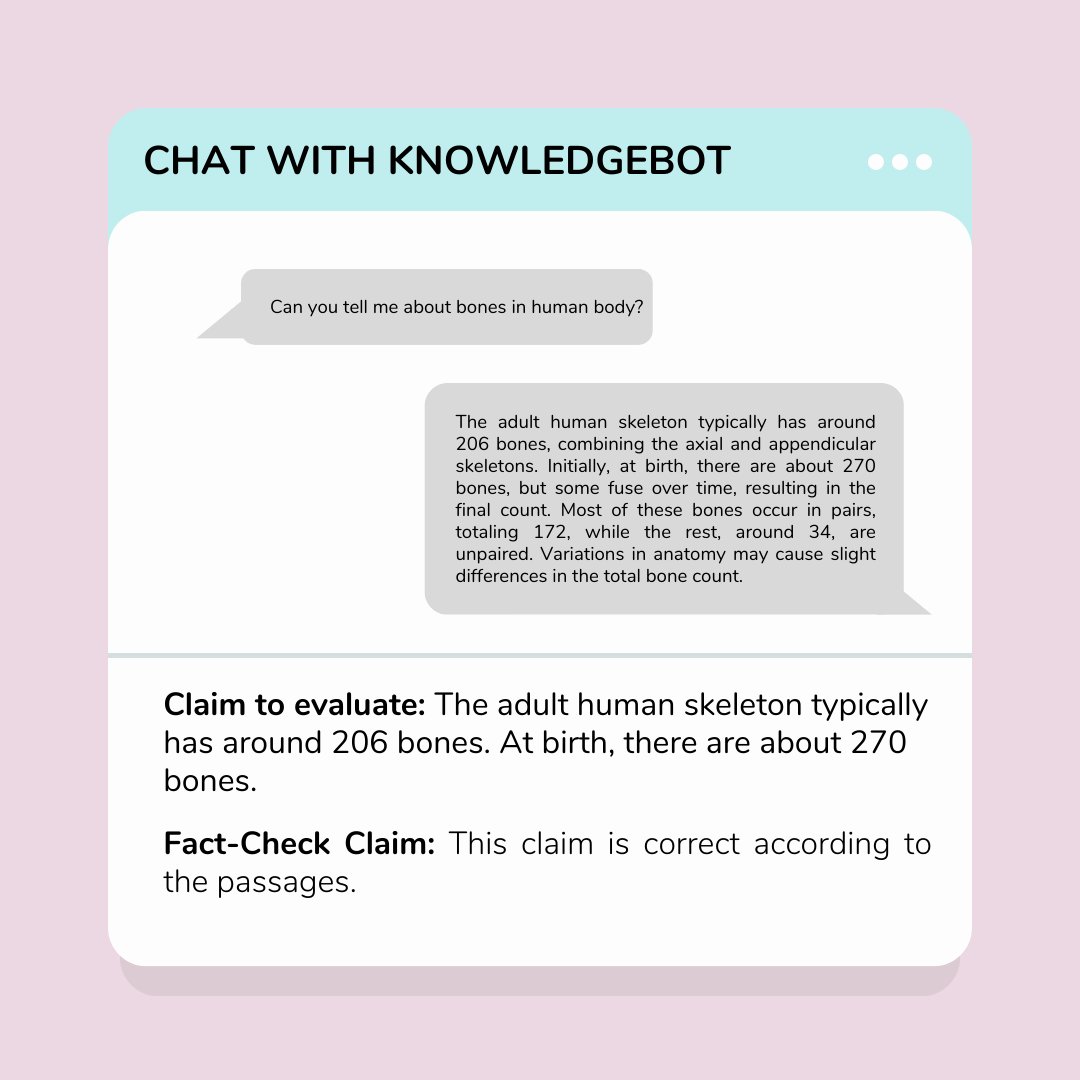 CHAT WITH KNOWLEDGEBOT
Can you tell me about bones in human body?
The adult human skeleton typically has around
206 bones, combining the axial and appendicular
skeletons. Initially, at birth, there are about 270
bones, but some fuse over time, resulting in the
final count. Most of these bones occur in pairs,
totaling 172, while the rest, around 34, are
unpaired. Variations in anatomy may cause slight
differences in the total bone count.
Claim to evaluate: The adult human skeleton typically
has around 206 bones. At birth, there are about 270
bones.
Fact-Check Claim: This claim is correct according to
the passages.